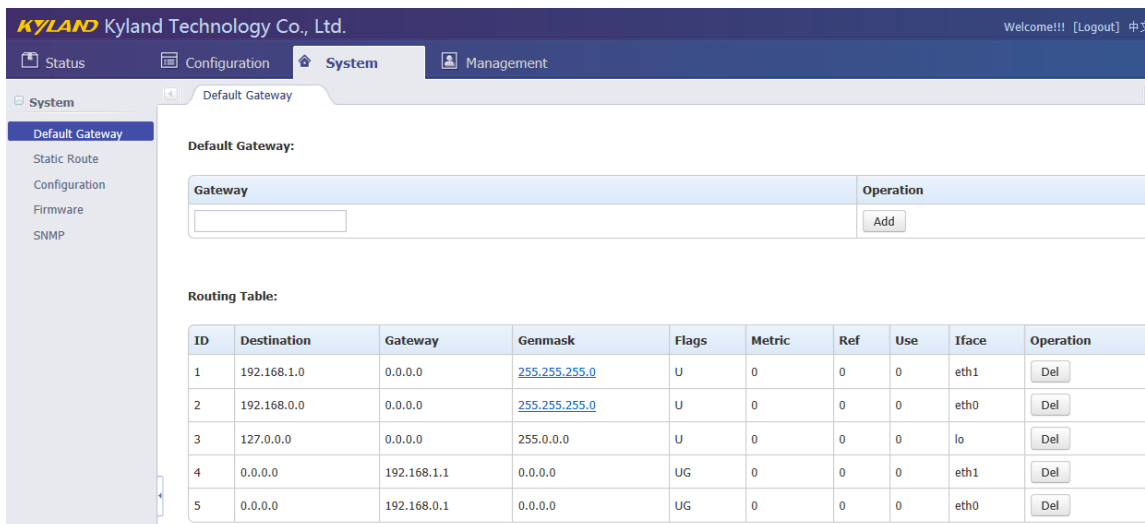 KYLAND Kyland Technology Co., Ltd. Welcome!!! [Logout] 中文
Status Configuration System Management
System Default Gateway
Default Gateway
Static Route
Configuration
Firmware
SNMP
Default Gateway:
Gateway Operation
Add
Routing Table:
ID Destination Gateway Genmask Flags Metric Ref Use Iface Operation
1 192.168.1.0 0.0.0.0 255.255.255.0 U 0 0 0 eth1 Del
2 192.168.0.0 0.0.0.0 255.255.255.0 U 0 0 0 eth0 Del
3 127.0.0.0 0.0.0.0 255.0.0.0 U 0 0 0 lo Del
4 0.0.0.0 192.168.1.1 0.0.0.0 UG 0 0 0 eth1 Del
5 0.0.0.0 192.168.0.1 0.0.0.0 UG 0 0 0 eth0 Del